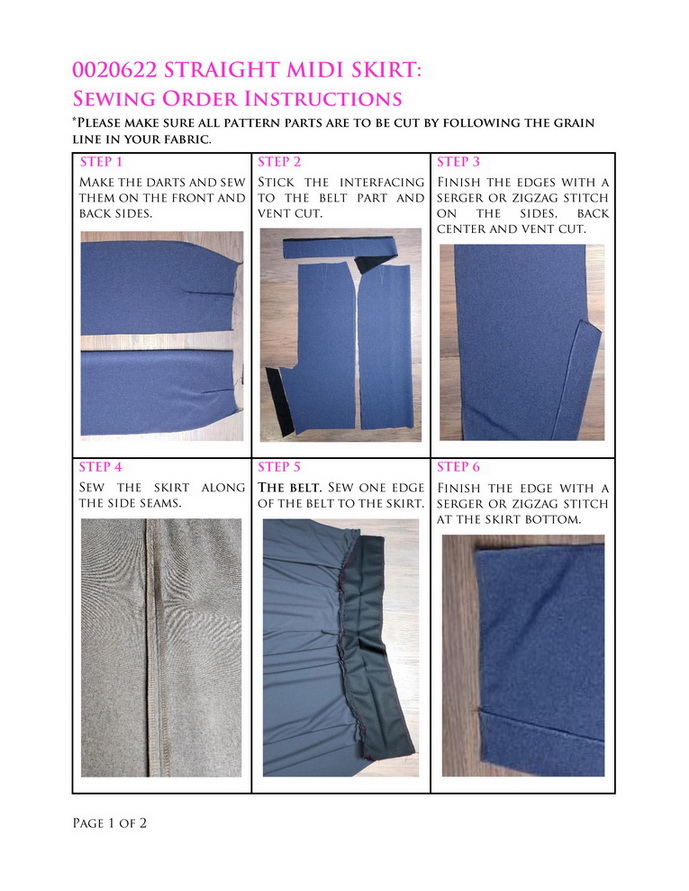 0020622 STRAIGHT MIDI SKIRT:
SEWING ORDER INSTRUCTIONS
*PLEASE MAKE SURE ALL PATTERN PARTS ARE TO BE CUT BY FOLLOWING THE GRAIN
LINE IN YOUR FABRIC.
STEP 1
MAKE THE DARTS AND SEW
THEM ON THE FRONT AND
BACK SIDES.
STEP 2
STICK THE INTERFACING
TO THE BELT PART AND
VENT CUT.
STEP 3
FINISH THE EDGES WITH A
SERGER OR ZIGZAG STITCH
ON THE SIDES, BACK
CENTER AND VENT CUT.
STEP 4
SEW THE SKIRT ALONG
THE SIDE SEAMS.
STEP 5
THE BELT. SEW ONE EDGE
OF THE BELT TO THE SKIRT.
STEP 6
FINISH THE EDGE WITH A
SERGER OR ZIGZAG STITCH
AT THE SKIRT BOTTOM.
PAGE 1 OF 2